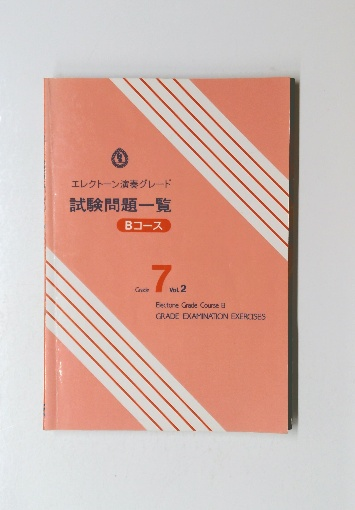 エレクトーン演奏グレード
試験問題一覧
Bコース
Grade 7 Vol.2
Electone Grade Course B
GRADE EXAMINATION EXERCISES